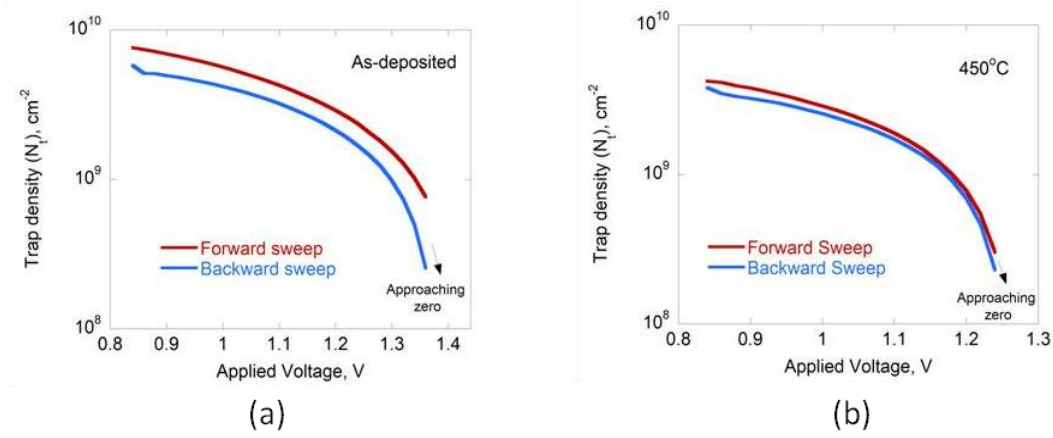 10^10
As-deposited
Trap density (N_t), cm^-2
10^9
Forward sweep
Backward sweep
Approaching
zero
10^8
0.8 0.9 1 1.1 1.2 1.3 1.4
Applied Voltage, V
(a)
10^10
450°C
Trap density (N_t), cm^-2
10^9
Forward Sweep
Backward Sweep
Approaching
zero
10^8
0.8 0.9 1 1.1 1.2 1.3
Applied Voltage, V
(b)